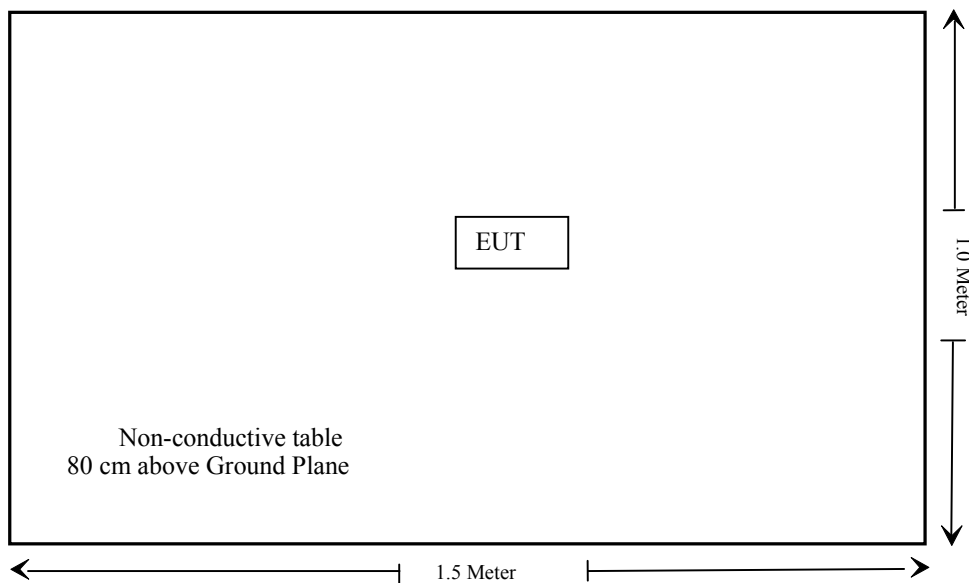 EUT
1.0 Meter
Non-conductive table
80 cm above Ground Plane
1.5 Meter